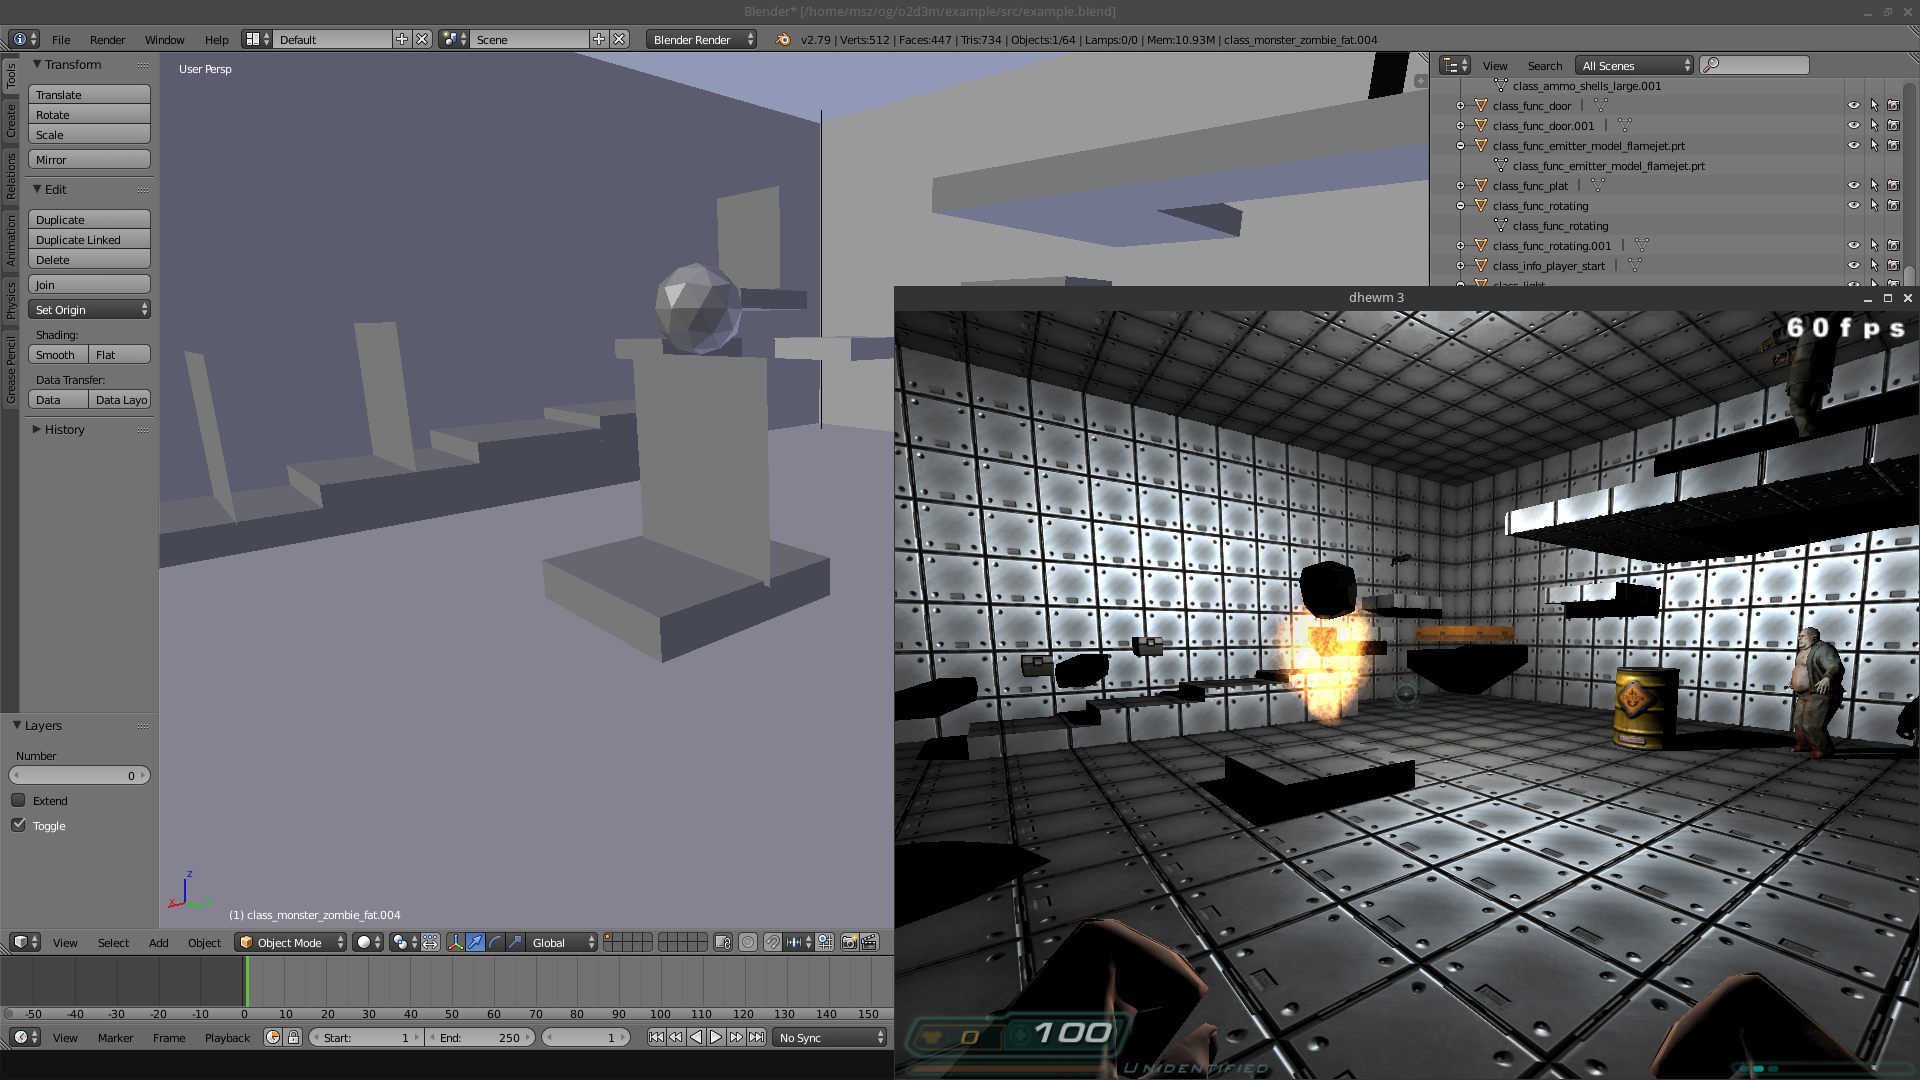 Blender* [/home/msz/og/o2d3m/example/src/example.blend]
File Render Window Help Default Scene Blender Render v2.79 | Verts:512 | Faces:447 | Tris:734 | Objects:1/64 | Lamps:0/0 | Mem:10.93M | class_monster_zombie_fat.004
Tools
Create
Relations
Animation
Physics
Grease Pencil
Transform
Translate
Rotate
Scale
Mirror
Edit
Duplicate
Duplicate Linked
Delete
Join
Set Origin
Shading:
Smooth Flat
Data Transfer:
Data Data Layo
History
Layers
Number
0
Extend
Toggle
User Persp
z
(1) class_monster_zombie_fat.004
View Select Add Object Object Mode Global
-50 -40 -30 -20 -10 0 10 20 30 40 50 60 70 80 90 100 110 120 130 140 150
View Marker Frame Playback Start: 1 End: 250 1 No Sync
View Search All Scenes
class_ammo_shells_large.001
class_func_door
class_func_door.001
class_func_emitter_model_flamejet.prt
class_func_emitter_model_flamejet.prt
class_func_plat
class_func_rotating
class_func_rotating
class_func_rotating.001
class_info_player_start
class_light
dhewm 3
60fps
0 100
UNIDENTIFIED